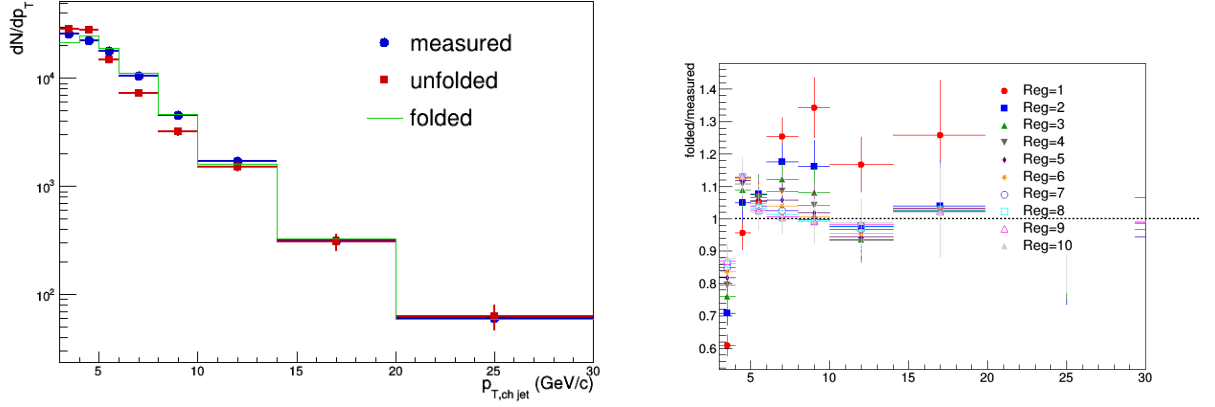 dN/dp_T
measured
unfolded
folded
10^4
10^3
10^2
5 10 15 20 25 30
p_T,ch jet (GeV/c)
folded/measured
1.4
1.3
1.2
1.1
1
0.9
0.8
0.7
0.6
Reg=1
Reg=2
Reg=3
Reg=4
Reg=5
Reg=6
Reg=7
Reg=8
Reg=9
Reg=10
5 10 15 20 25 30